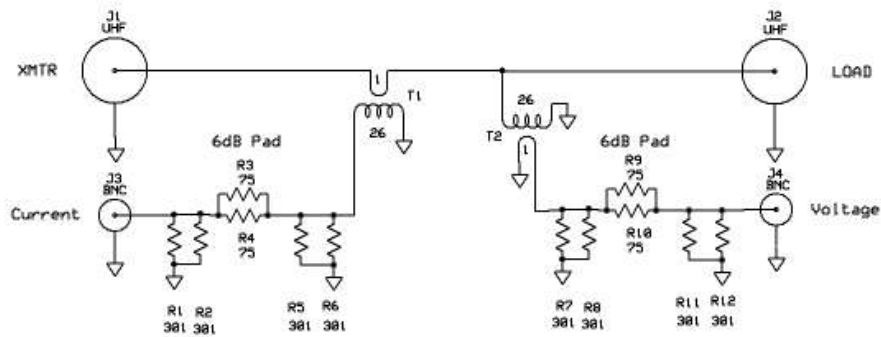 J1
UHF
J2
UHF
XMTR
LOAD
1
T1
26
26
T2
1
6dB Pad
6dB Pad
R3
75
R9
75
J3
BNC
J4
BNC
Current
Voltage
R4
75
R10
75
R1
301
R2
301
R5
301
R6
301
R7
301
R8
301
R11
301
R12
301